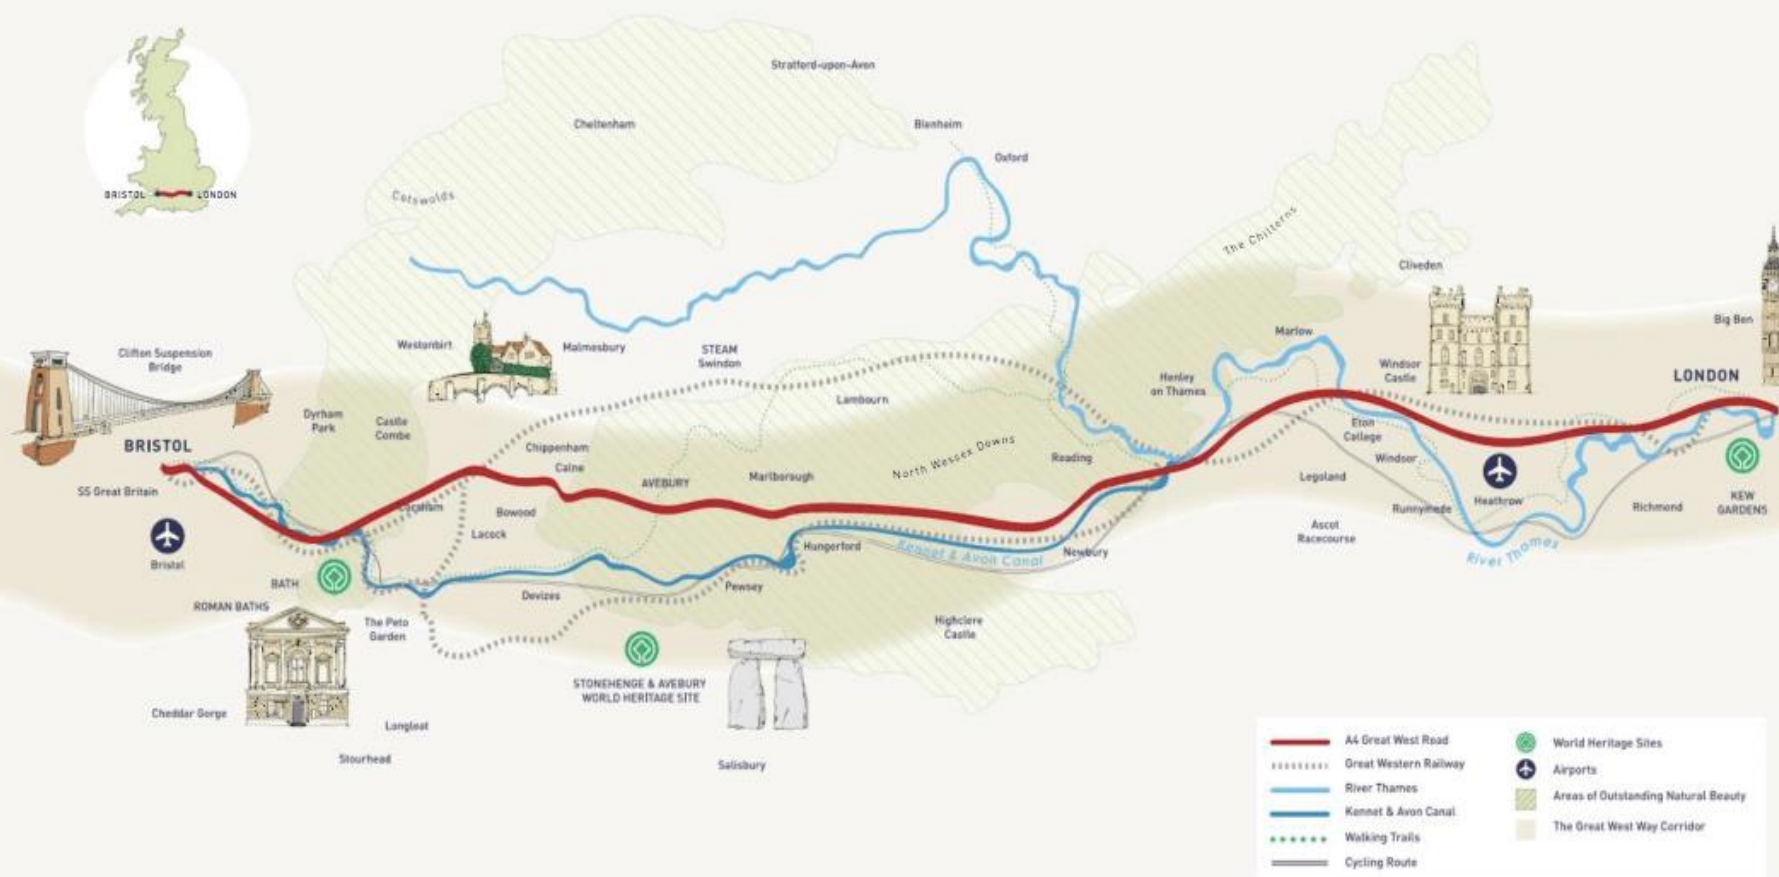 Stratford-upon-Avon
Cheltenham
Blenheim
Oxford
BRISTOL
LONDON
Cotswolds
The Chilterns
Cliveden
Big Ben
Clifton Suspension
Bridge
Westonbirt
Malmesbury
STEAM
Swindon
Marlow
Henley
on Thames
Windsor
Castle
LONDON
Dyrham
Park
Castle
Combe
Lambourn
BRISTOL
Chippenham
Calne
AVEBURY
Marlborough
North Wessex Downs
Reading
Eton
College
Windsor
Legoland
Heathrow
SS Great Britain
Bowood
Lacock
Runnymede
Richmond
KEW
GARDENS
Ascot
Racecourse
Bristol
Hungerford
Kennet & Avon Canal
Newbury
River Thames
BATH
ROMAN BATHS
The Peto
Garden
Devizes
Pewsey
Highclere
Castle
STONEHENGE & AVEBURY
WORLD HERITAGE SITE
Cheddar Gorge
Longleat
Stourhead
Salisbury
A4 Great West Road
Great Western Railway
River Thames
Kennet & Avon Canal
Walking Trails
Cycling Route
World Heritage Sites
Airports
Areas of Outstanding Natural Beauty
The Great West Way Corridor